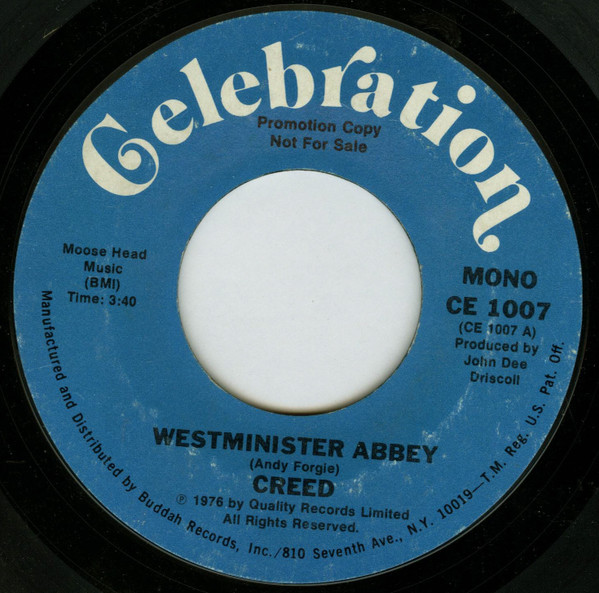 Celebration
Promotion Copy
Not For Sale
Moose Head
Music
(BMI)
Time: 3:40
MONO
CE 1007
(CE 1007 A)
Produced by
John Dee
Driscoll
WESTMINISTER ABBEY
(Andy Forgie)
CREED
℗ 1976 by Quality Records Limited
All Rights Reserved.
Manufactured and Distributed by Buddah Records, Inc./810 Seventh Ave., N.Y. 10019—T.M. Reg. U.S. Pat. Off.